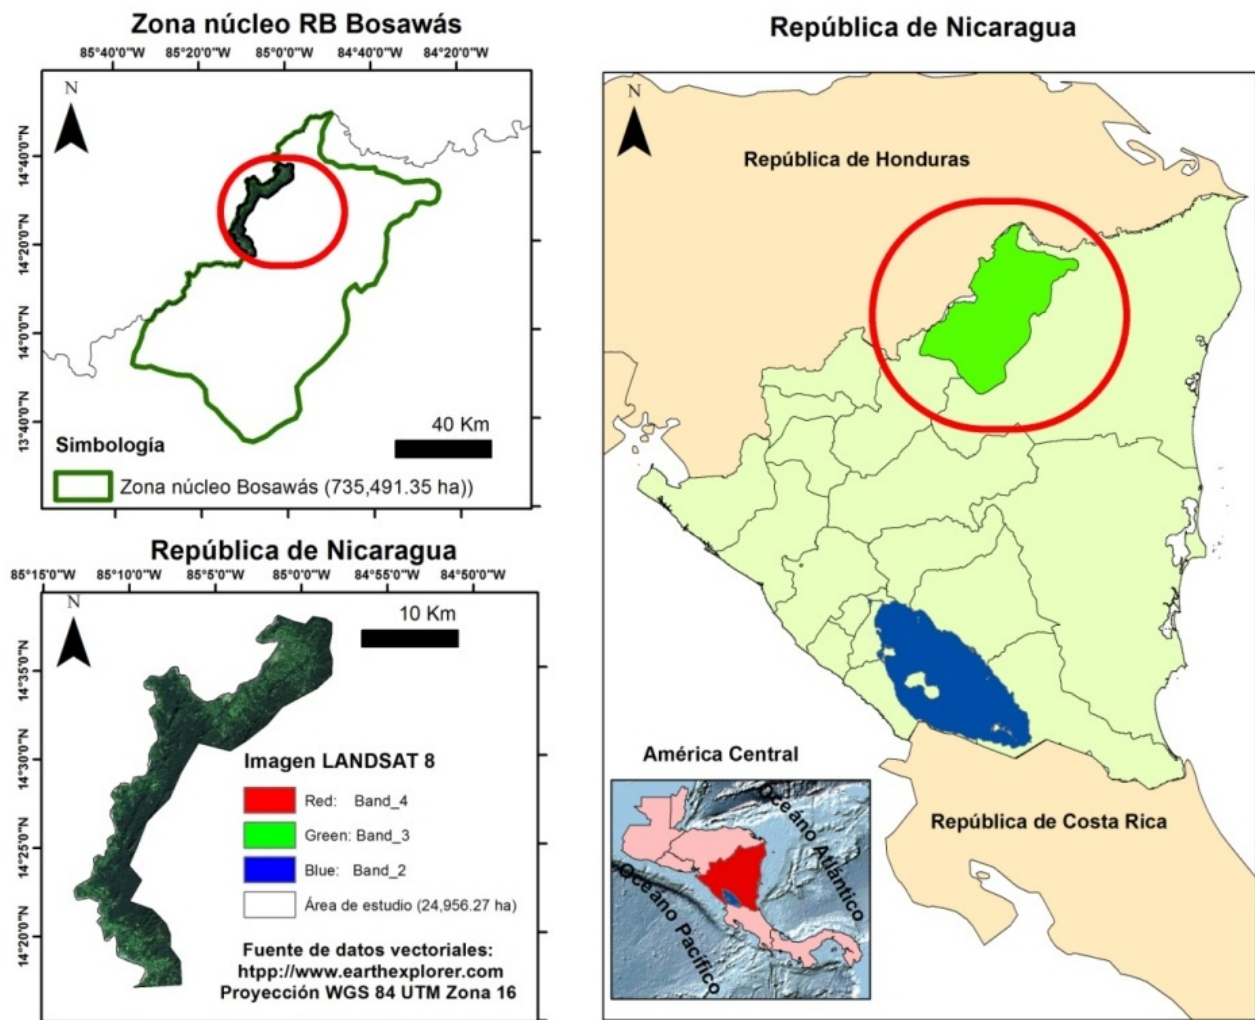 Zona núcleo RB Bosawás
85°40'0"W 85°20'0"W 85°0'0"W 84°40'0"W 84°20'0"W
N
14°40'0"N
14°20'0"N
14°0'0"N
13°40'0"N
40 Km
Simbología
Zona núcleo Bosawás (735,491.35 ha))
República de Nicaragua
85°15'0"W 85°10'0"W 85°5'0"W 85°0'0"W 84°55'0"W 84°50'0"W
N
10 Km
14°35'0"N
14°30'0"N
14°25'0"N
14°20'0"N
Imagen LANDSAT 8
Red: Band_4
Green: Band_3
Blue: Band_2
Área de estudio (24,956.27 ha)
Fuente de datos vectoriales:
htpp://www.earthexplorer.com
Proyección WGS 84 UTM Zona 16
República de Nicaragua
N
República de Honduras
América Central
Océano Atlántico
Océano Pacífico
República de Costa Rica